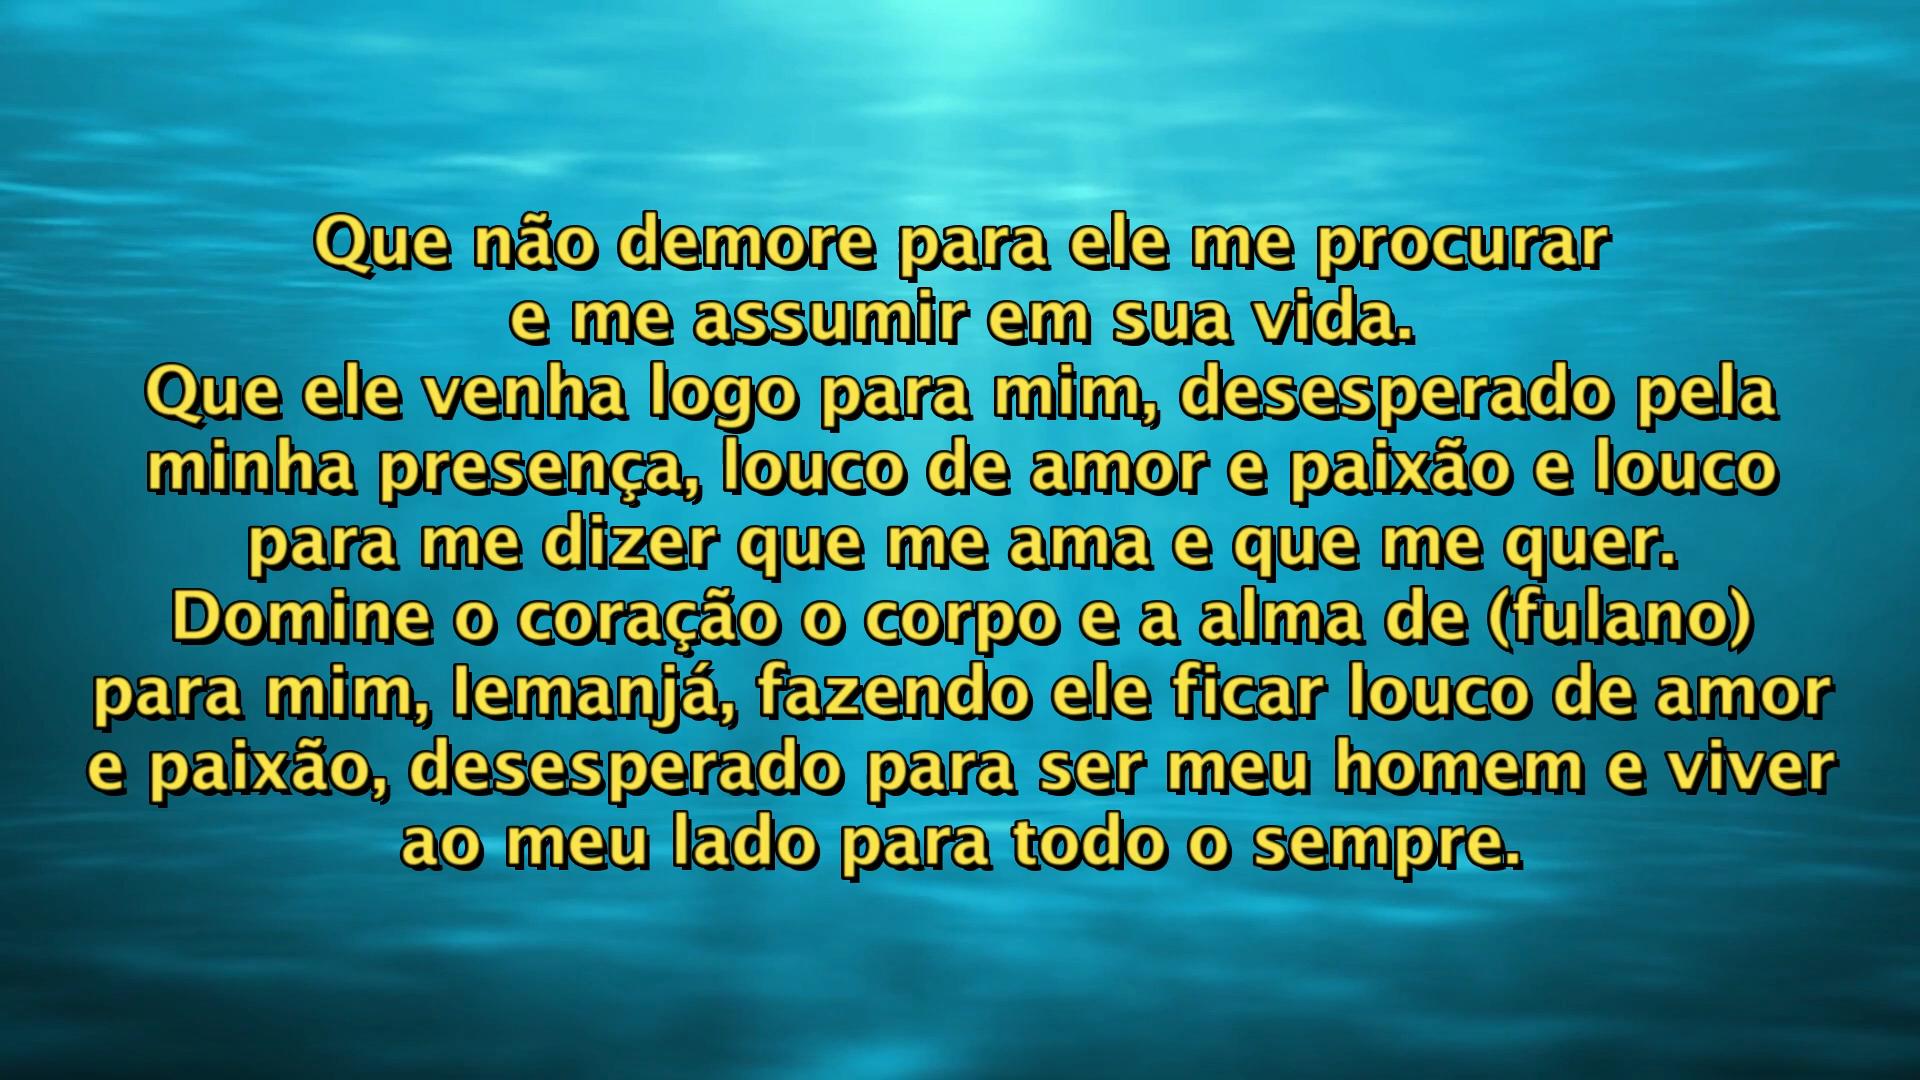 Que não demore para ele me procurar
e me assumir em sua vida.
Que ele venha logo para mim, desesperado pela
minha presença, louco de amor e paixão e louco
para me dizer que me ama e que me quer.
Domine o coração o corpo e a alma de (fulano)
para mim, Iemanjá, fazendo ele ficar louco de amor
e paixão, desesperado para ser meu homem e viver
ao meu lado para todo o sempre.